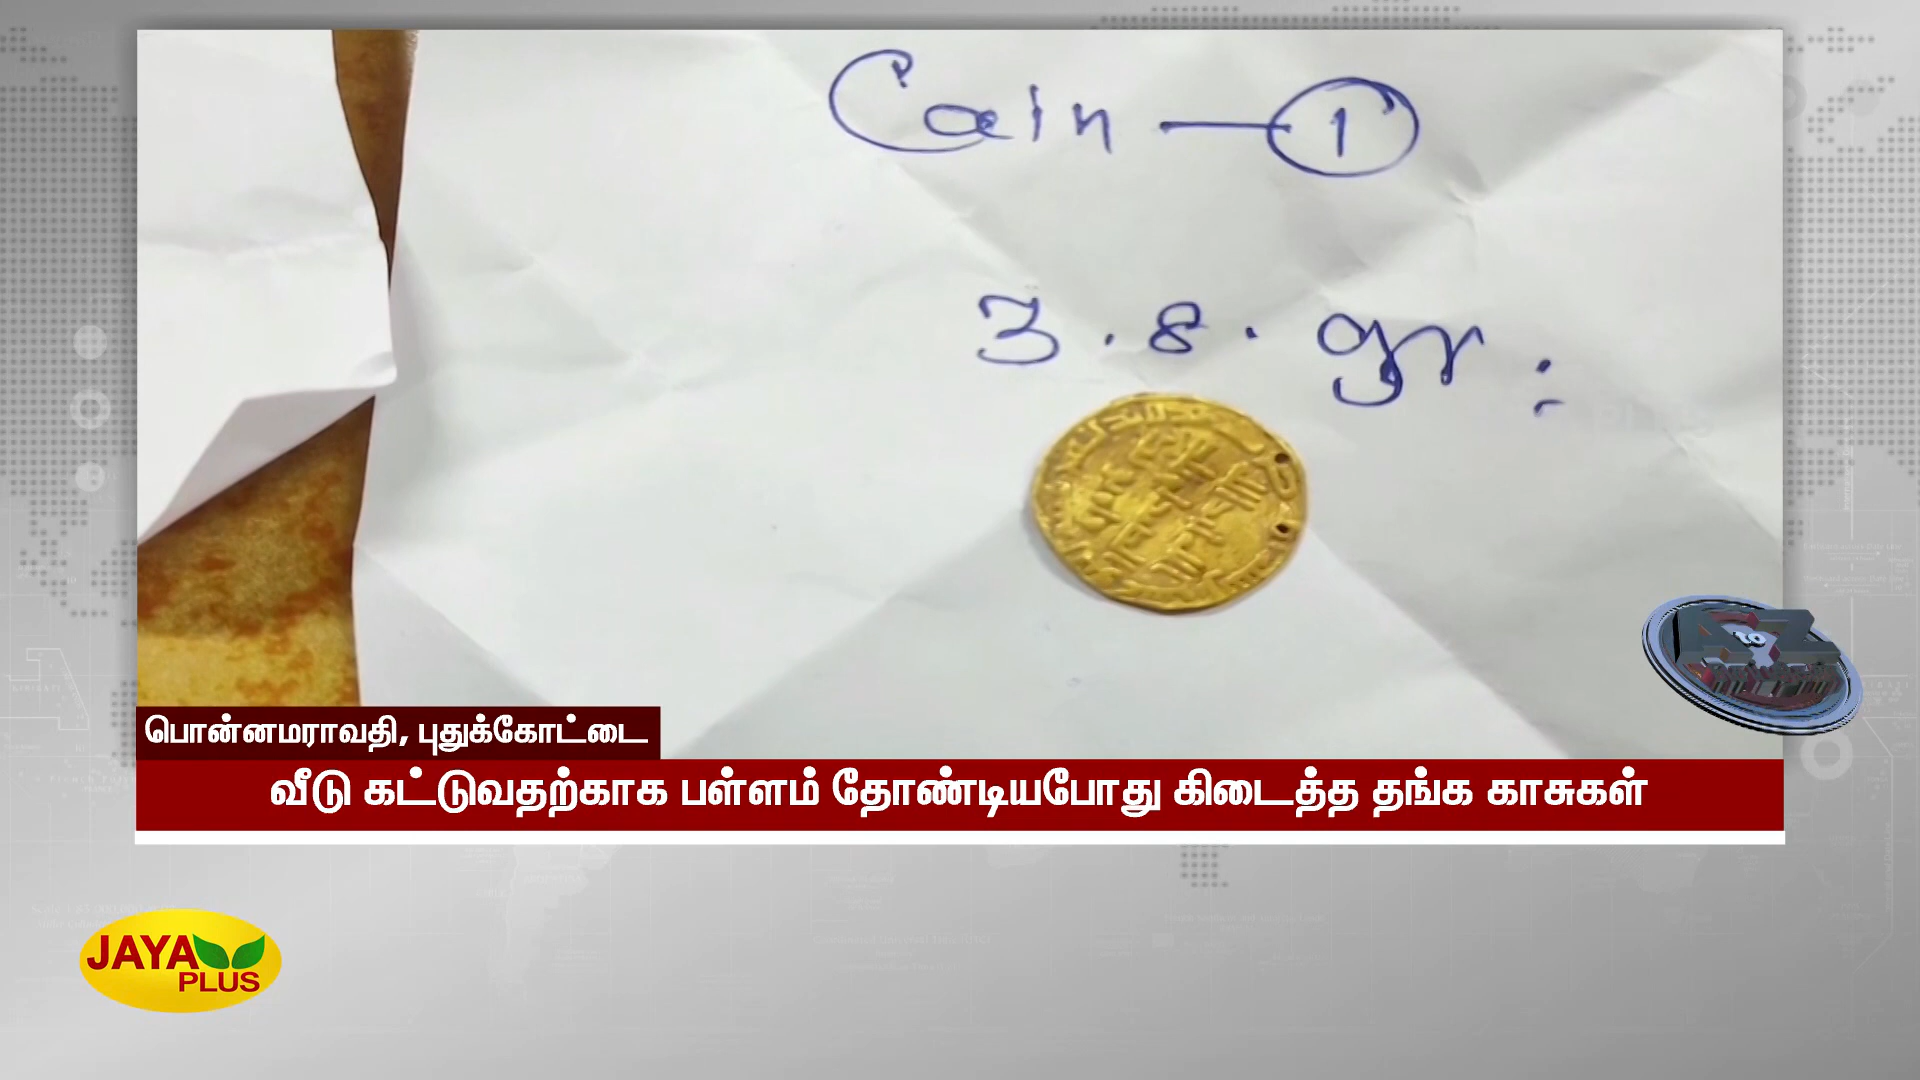 Coin — 1
3.8. gr:
பொன்னமராவதி, புதுக்கோட்டை
வீடு கட்டுவதற்காக பள்ளம் தோண்டியபோது கிடைத்த தங்க காசுகள்
JAYA
PLUS